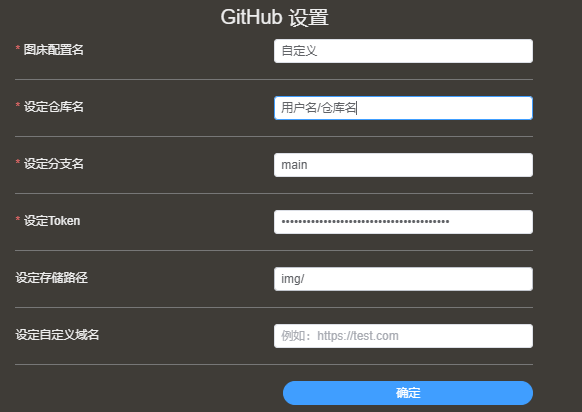 GitHub 设置
* 图床配置名 自定义
* 设定仓库名 用户名/仓库名
* 设定分支名 main
* 设定Token ••••••••••••••••••••••••••••••••••••••••
设定存储路径 img/
设定自定义域名 例如：https://test.com
确定